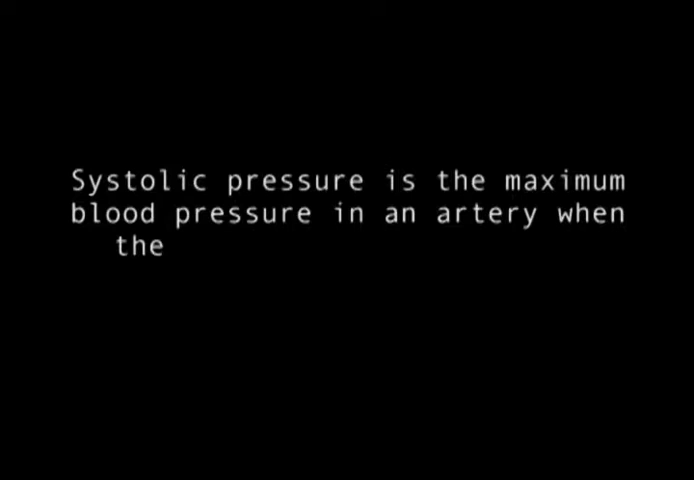 Systolic pressure is the maximum
blood pressure in an artery when
the